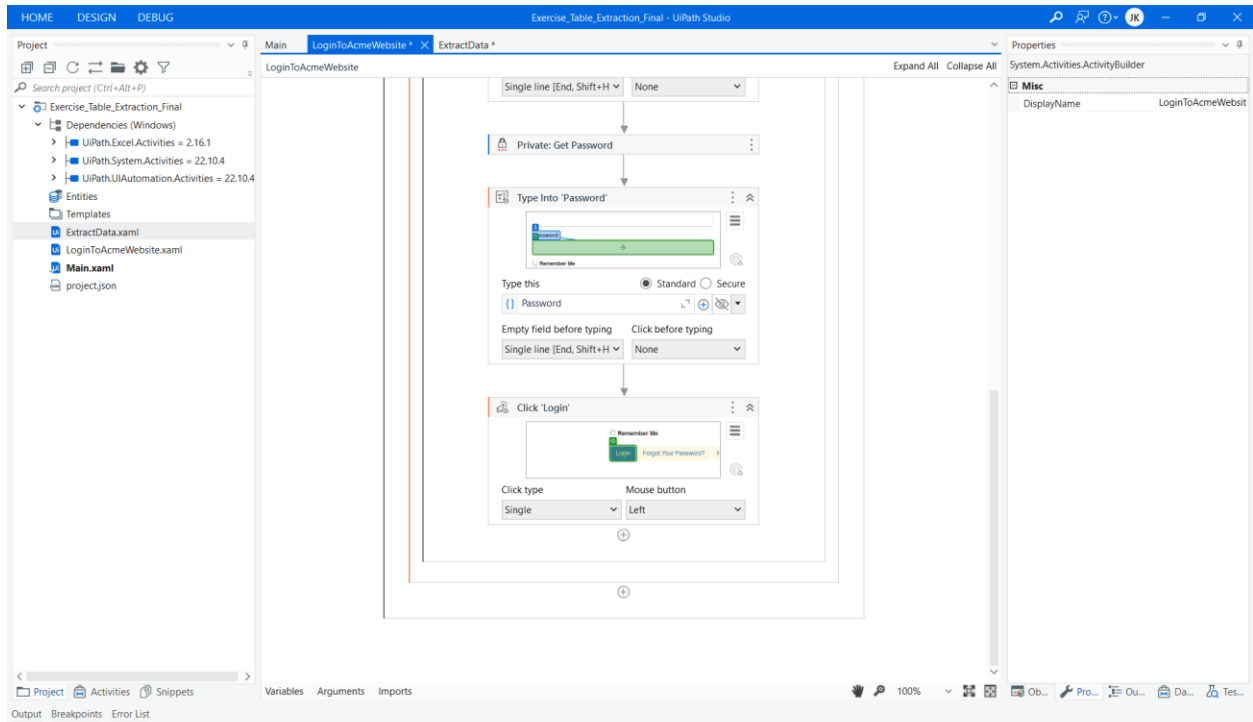 HOME DESIGN DEBUG
Exercise_Table_Extraction_Final - UiPath Studio
JK
Project
Search project (Ctrl+Alt+P)
Exercise_Table_Extraction_Final
Dependencies (Windows)
UiPath.Excel.Activities = 2.16.1
UiPath.System.Activities = 22.10.4
UiPath.UIAutomation.Activities = 22.10.4
Entities
Templates
ExtractData.xaml
LoginToAcmeWebsite.xaml
Main.xaml
project.json
Project Activities Snippets
Main LoginToAcmeWebsite * ExtractData *
LoginToAcmeWebsite Expand All Collapse All
Single line [End, Shift+H None
Private: Get Password
Type Into 'Password'
Remember Me
Type this Standard Secure
{} Password
Empty field before typing Click before typing
Single line [End, Shift+H None
Click 'Login'
Remember Me
Login Forgot Your Password?
Click type Mouse button
Single Left
Variables Arguments Imports 100%
Properties
System.Activities.ActivityBuilder
Misc
DisplayName LoginToAcmeWebsit
Ob... Pro... Ou... Da... Tes...
Output Breakpoints Error List